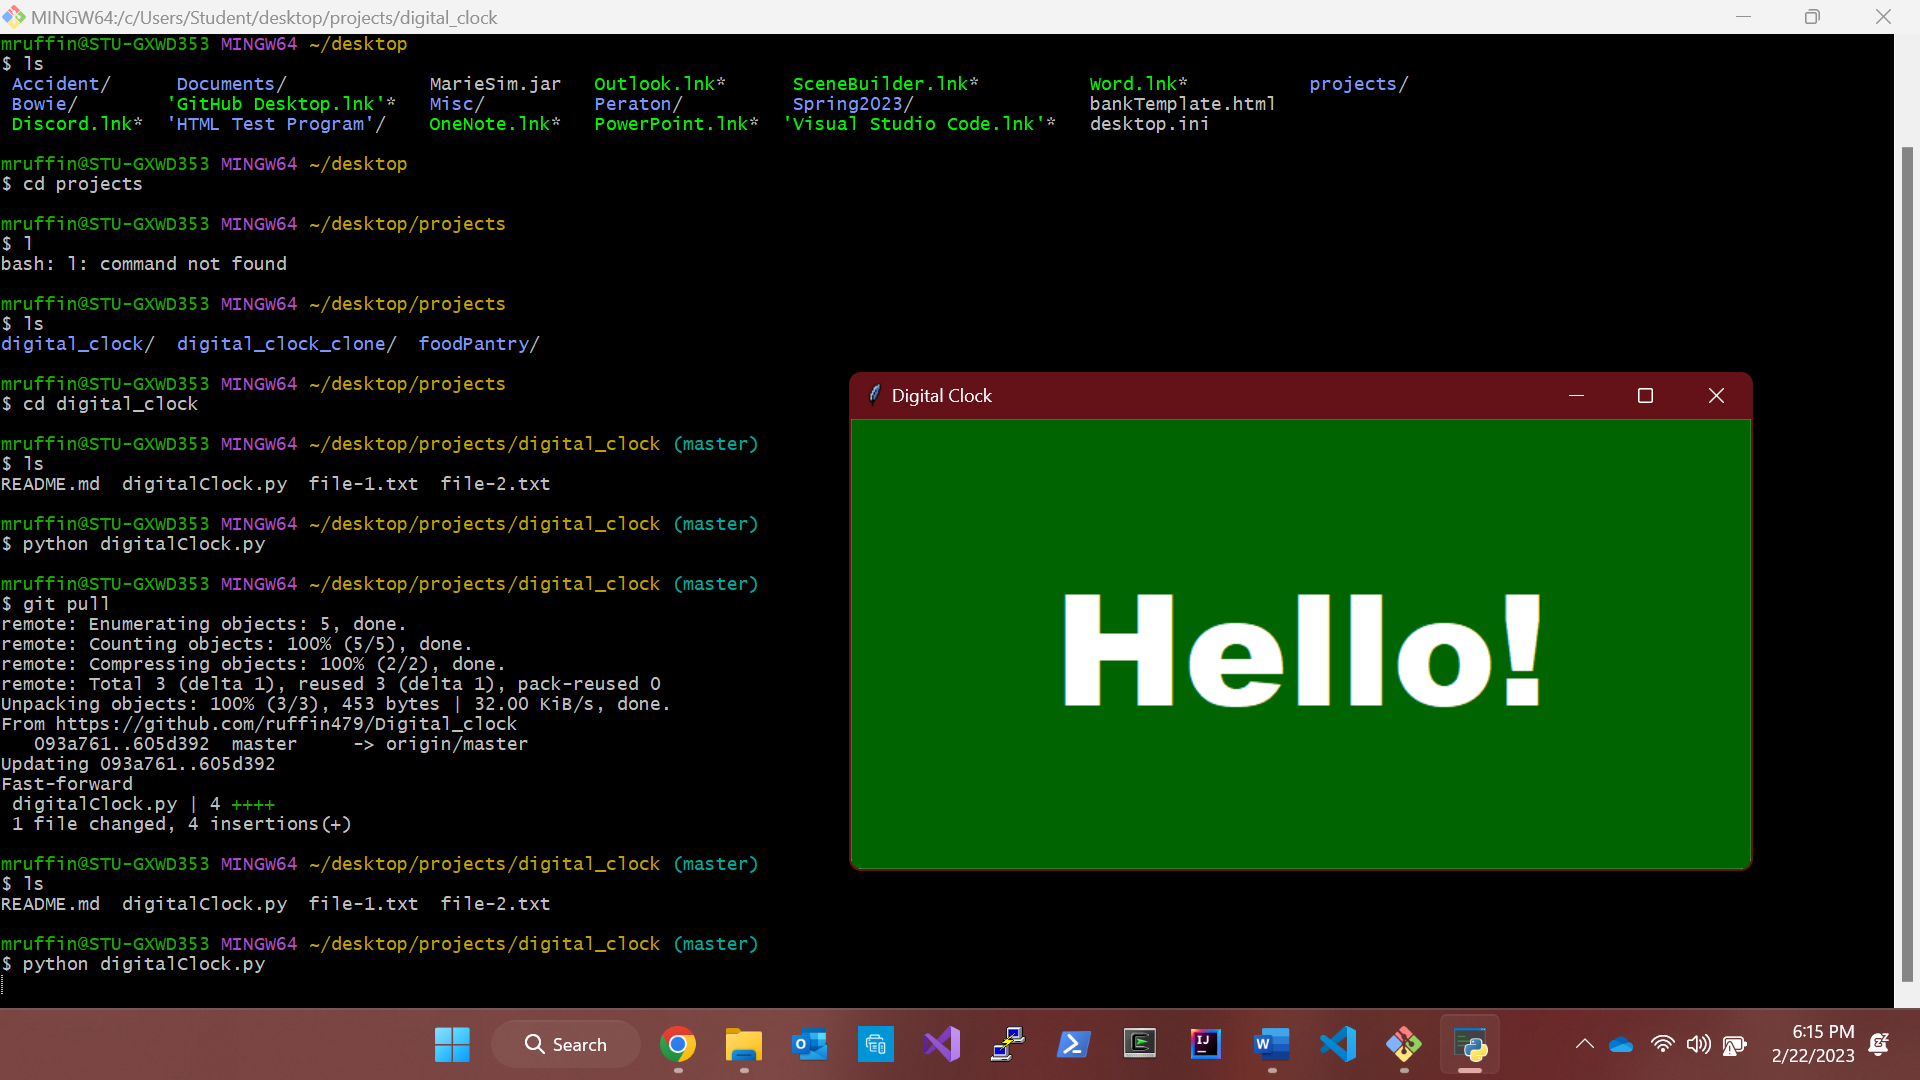 MINGW64:/c/Users/Student/desktop/projects/digital_clock
mruffin@STU-GXWD353 MINGW64 ~/desktop
$ ls
Accident/ Documents/ MarieSim.jar Outlook.lnk* SceneBuilder.lnk* Word.lnk* projects/
Bowie/ 'GitHub Desktop.lnk'* Misc/ Peraton/ Spring2023/ bankTemplate.html
Discord.lnk* 'HTML Test Program'/ OneNote.lnk* PowerPoint.lnk* 'Visual Studio Code.lnk'* desktop.ini
mruffin@STU-GXWD353 MINGW64 ~/desktop
$ cd projects
mruffin@STU-GXWD353 MINGW64 ~/desktop/projects
$ l
bash: l: command not found
mruffin@STU-GXWD353 MINGW64 ~/desktop/projects
$ ls
digital_clock/ digital_clock_clone/ foodPantry/
mruffin@STU-GXWD353 MINGW64 ~/desktop/projects
$ cd digital_clock
mruffin@STU-GXWD353 MINGW64 ~/desktop/projects/digital_clock (master)
$ ls
README.md digitalClock.py file-1.txt file-2.txt
mruffin@STU-GXWD353 MINGW64 ~/desktop/projects/digital_clock (master)
$ python digitalClock.py
mruffin@STU-GXWD353 MINGW64 ~/desktop/projects/digital_clock (master)
$ git pull
remote: Enumerating objects: 5, done.
remote: Counting objects: 100% (5/5), done.
remote: Compressing objects: 100% (2/2), done.
remote: Total 3 (delta 1), reused 3 (delta 1), pack-reused 0
Unpacking objects: 100% (3/3), 453 bytes | 32.00 KiB/s, done.
From https://github.com/ruffin479/Digital_clock
093a761..605d392 master -> origin/master
Updating 093a761..605d392
Fast-forward
digitalClock.py | 4 ++++
1 file changed, 4 insertions(+)
mruffin@STU-GXWD353 MINGW64 ~/desktop/projects/digital_clock (master)
$ ls
README.md digitalClock.py file-1.txt file-2.txt
mruffin@STU-GXWD353 MINGW64 ~/desktop/projects/digital_clock (master)
$ python digitalClock.py
Digital Clock
Hello!
Search
6:15 PM
2/22/2023